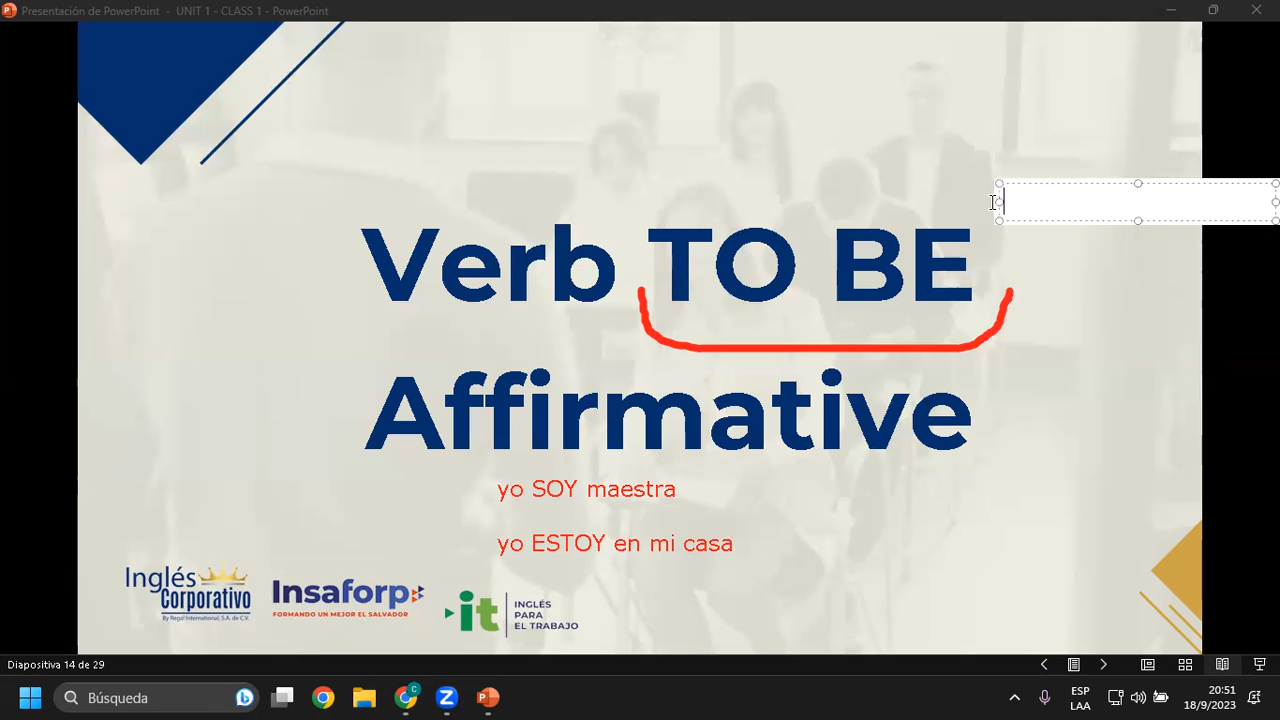 Presentación de PowerPoint - UNIT 1 - CLASS 1 - PowerPoint
Verb TO BE
Affirmative
yo SOY maestra
yo ESTOY en mi casa
Inglés
Corporativo
By Regal International, S.A. de C.V.
Insaforp
FORMANDO UN MEJOR EL SALVADOR
it
INGLÉS
PARA
EL TRABAJO
Diapositiva 14 de 29
Búsqueda
ESP
LAA
20:51
18/9/2023